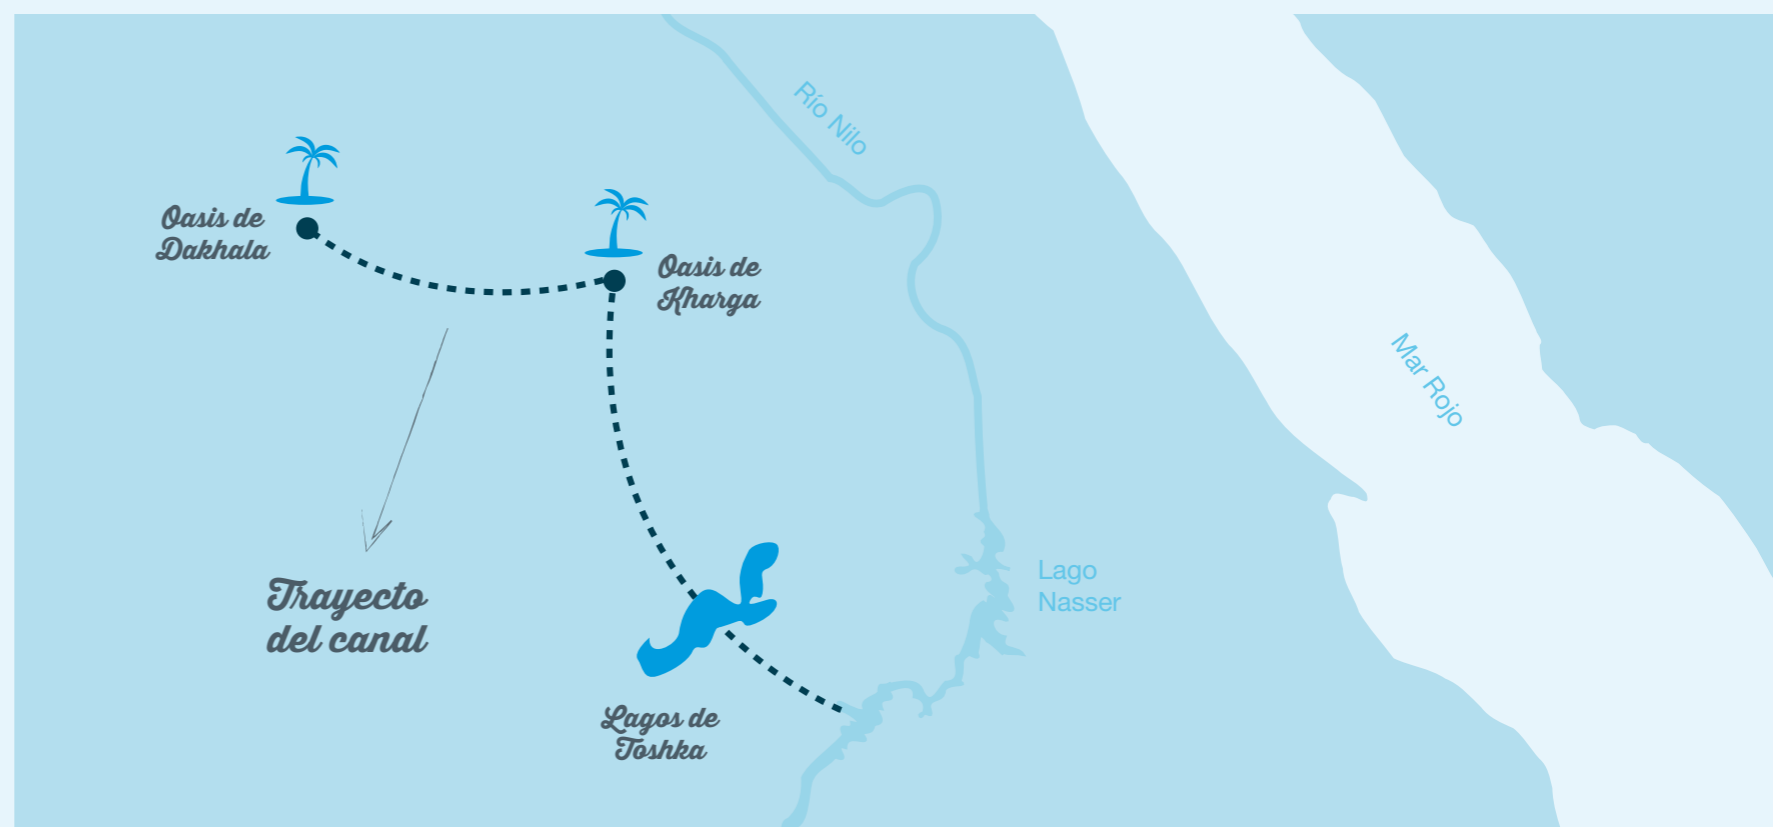 Río Nilo
Oasis de
Dakhala
Oasis de
Kharga
Mar Rojo
Trayecto
del canal
Lago
Nasser
Lagos de
Toshka